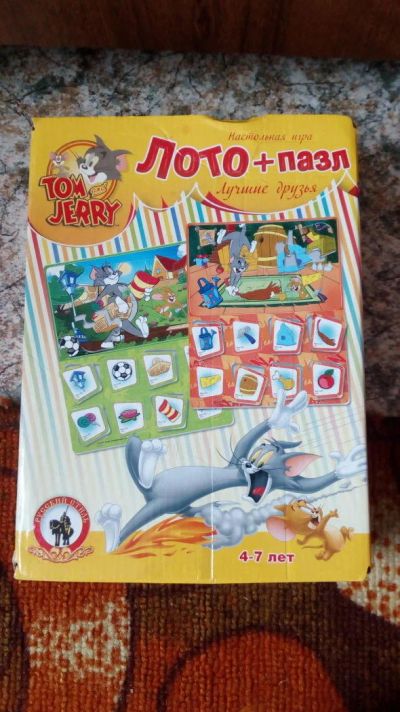 Настольная игра
Лото+пазл
Лучшие друзья
TOM AND
JERRY
РУССКИЙ СТИЛЬ
4-7 лет